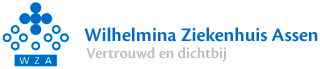 Wilhelmina Ziekenhuis Assen
Vertrouwd en dichtbij
WZA